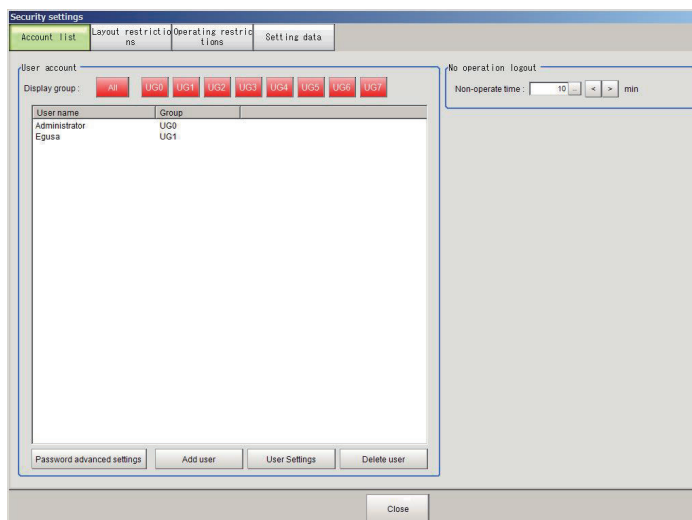 Security settings
Account list
Layout restrictio
ns
Operating restric
tions
Setting data
User account
Display group :
All
UG0
UG1
UG2
UG3
UG4
UG5
UG6
UG7
User name
Group
Administrator
UG0
Egusa
UG1
Password advanced settings
Add user
User Settings
Delete user
No operation logout
Non-operate time :
10
...
<
>
min
Close